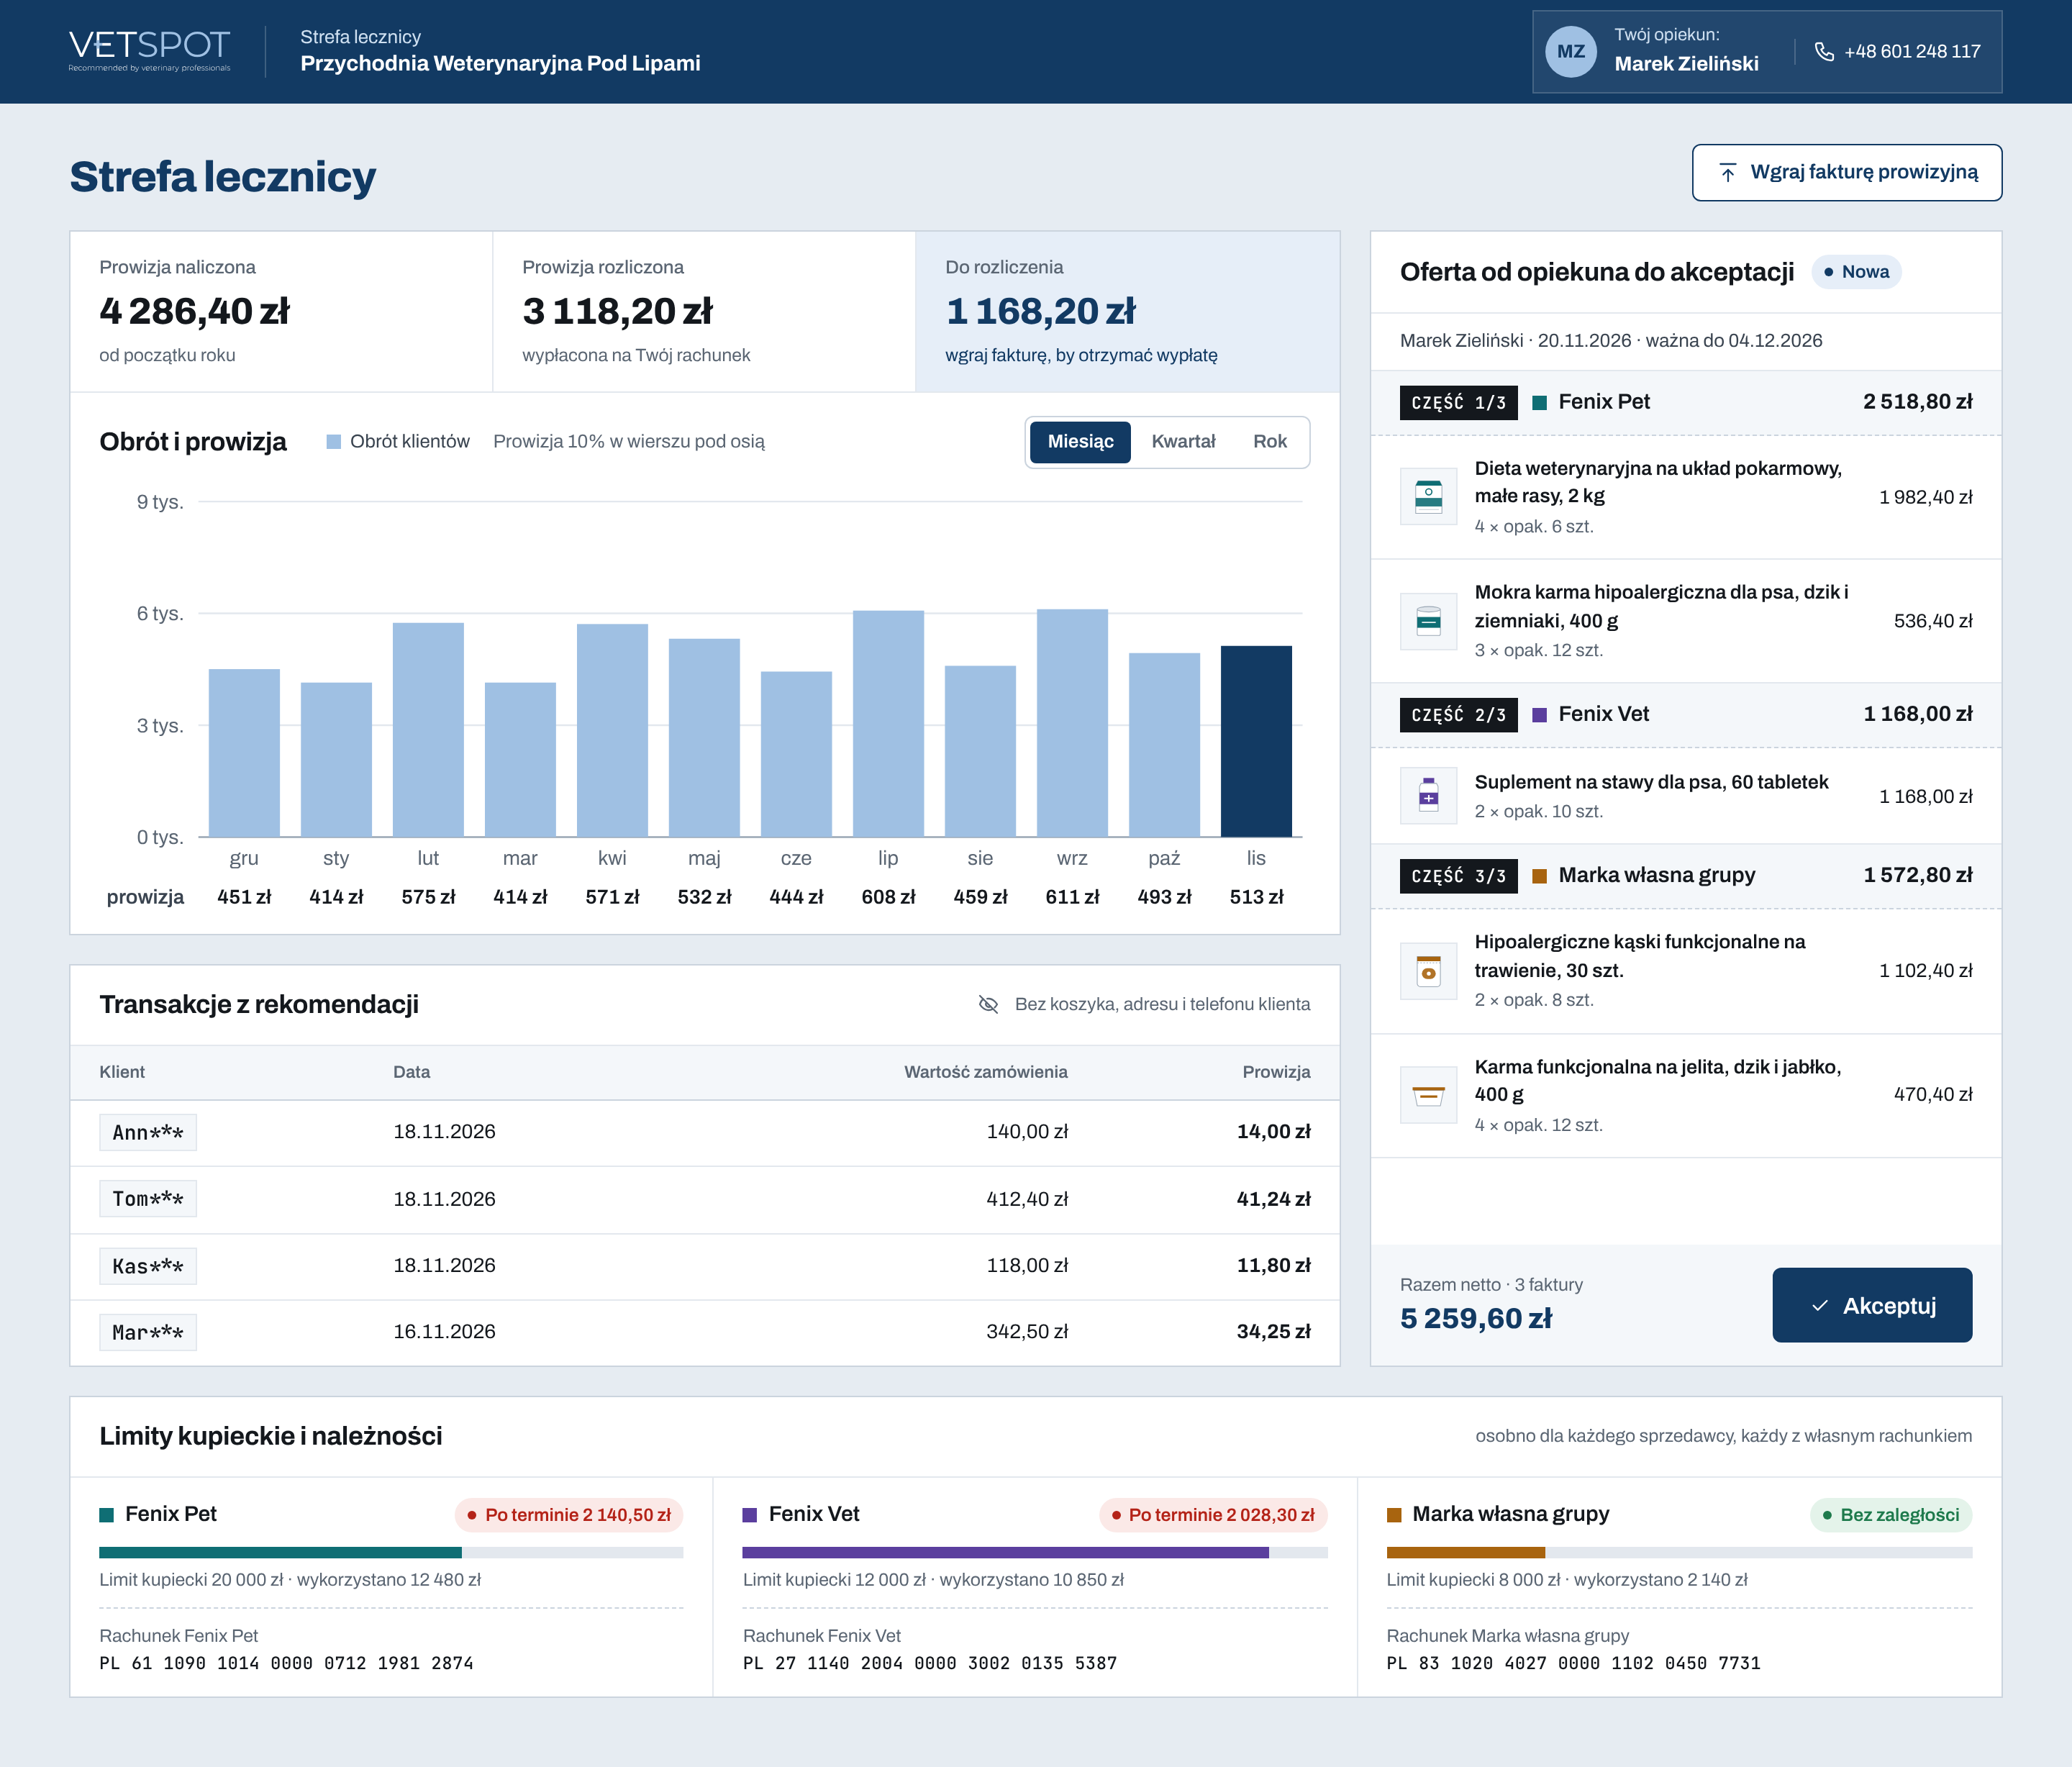 VETSPOT
Recommended by veterinary professionals
Strefa lecznicy
Przychodnia Weterynaryjna Pod Lipami
MZ
Twój opiekun:
Marek Zieliński
+48 601 248 117
Strefa lecznicy
Wgraj fakturę prowizyjną
Prowizja naliczona
4 286,40 zł
od początku roku
Prowizja rozliczona
3 118,20 zł
wypłacona na Twój rachunek
Do rozliczenia
1 168,20 zł
wgraj fakturę, by otrzymać wypłatę
Obrót i prowizja
Obrót klientów
Prowizja 10% w wierszu pod osią
Miesiąc Kwartał Rok
9 tys.
6 tys.
3 tys.
0 tys.
gru sty lut mar kwi maj cze lip sie wrz paź lis
prowizja 451 zł 414 zł 575 zł 414 zł 571 zł 532 zł 444 zł 608 zł 459 zł 611 zł 493 zł 513 zł
Transakcje z rekomendacji
Bez koszyka, adresu i telefonu klienta
Klient Data Wartość zamówienia Prowizja
Ann*** 18.11.2026 140,00 zł 14,00 zł
Tom*** 18.11.2026 412,40 zł 41,24 zł
Kas*** 18.11.2026 118,00 zł 11,80 zł
Mar*** 16.11.2026 342,50 zł 34,25 zł
Oferta od opiekuna do akceptacji
Nowa
Marek Zieliński · 20.11.2026 · ważna do 04.12.2026
CZĘŚĆ 1/3 Fenix Pet 2 518,80 zł
Dieta weterynaryjna na układ pokarmowy,
małe rasy, 2 kg
4 × opak. 6 szt.
1 982,40 zł
Mokra karma hipoalergiczna dla psa, dzik i
ziemniaki, 400 g
3 × opak. 12 szt.
536,40 zł
CZĘŚĆ 2/3 Fenix Vet 1 168,00 zł
Suplement na stawy dla psa, 60 tabletek
2 × opak. 10 szt.
1 168,00 zł
CZĘŚĆ 3/3 Marka własna grupy 1 572,80 zł
Hipoalergiczne kąski funkcjonalne na
trawienie, 30 szt.
2 × opak. 8 szt.
1 102,40 zł
Karma funkcjonalna na jelita, dzik i jabłko,
400 g
4 × opak. 12 szt.
470,40 zł
Razem netto · 3 faktury
5 259,60 zł
Akceptuj
Limity kupieckie i należności
osobno dla każdego sprzedawcy, każdy z własnym rachunkiem
Fenix Pet
Po terminie 2 140,50 zł
Limit kupiecki 20 000 zł · wykorzystano 12 480 zł
Rachunek Fenix Pet
PL 61 1090 1014 0000 0712 1981 2874
Fenix Vet
Po terminie 2 028,30 zł
Limit kupiecki 12 000 zł · wykorzystano 10 850 zł
Rachunek Fenix Vet
PL 27 1140 2004 0000 3002 0135 5387
Marka własna grupy
Bez zaległości
Limit kupiecki 8 000 zł · wykorzystano 2 140 zł
Rachunek Marka własna grupy
PL 83 1020 4027 0000 1102 0450 7731